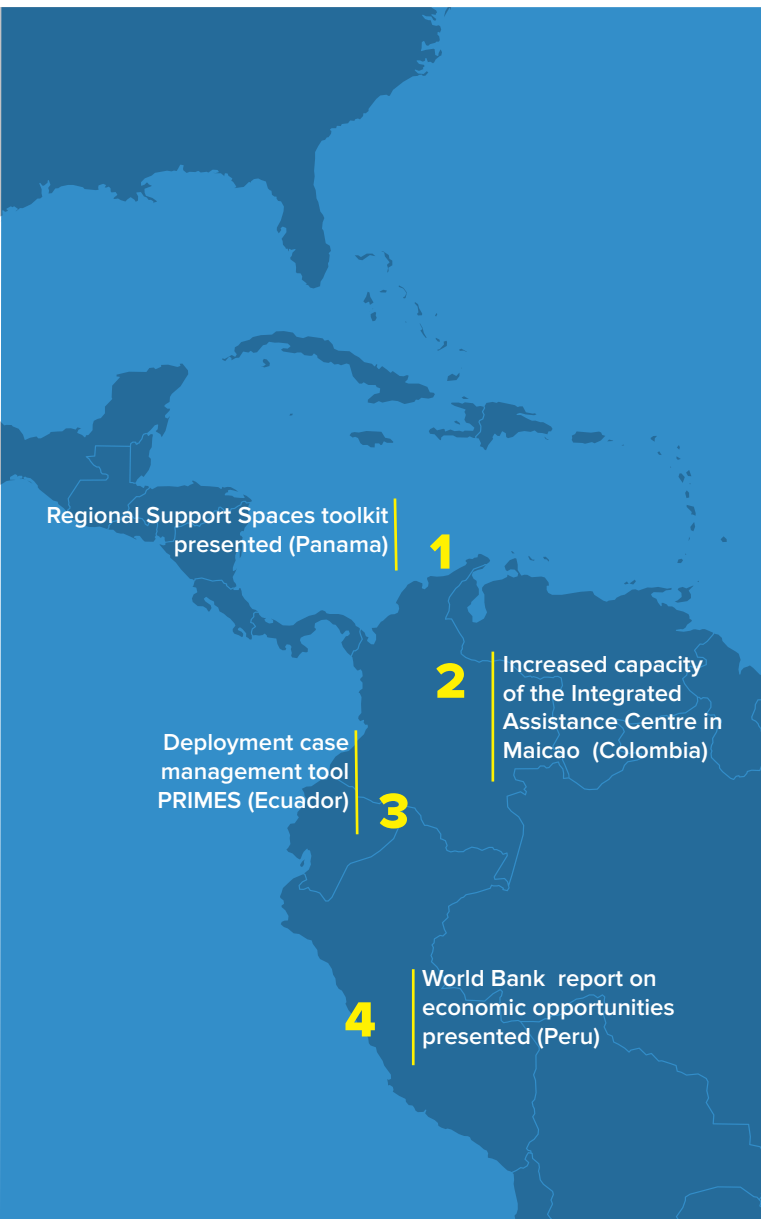 Regional Support Spaces toolkit
presented (Panama)
1
2
Increased capacity
of the Integrated
Assistance Centre in
Maicao  (Colombia)
Deployment case
management tool
PRIMES (Ecuador)
3
4
World Bank  report on
economic opportunities
presented (Peru)